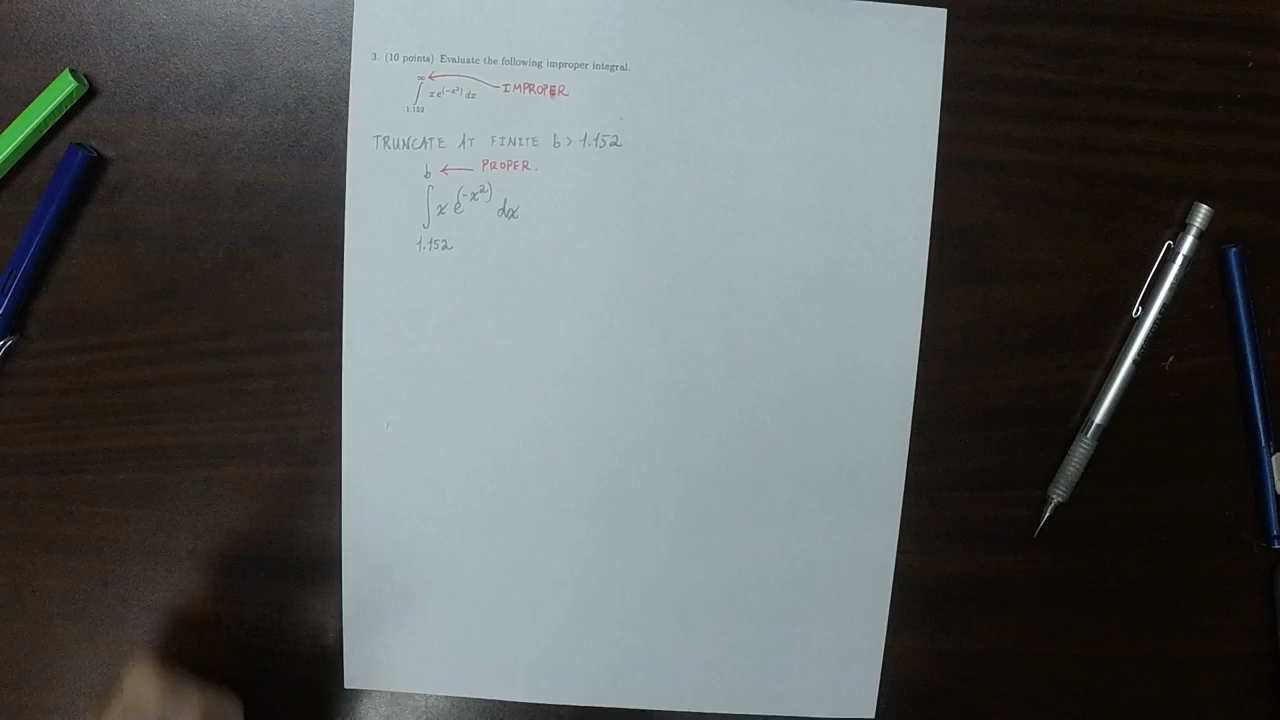 3. (10 points) Evaluate the following improper integral.
∞
∫ x e^(−x²) dx
1.152
IMPROPER
TRUNCATE AT FINITE b > 1.152
b ← PROPER.
∫ x e^(−x²) dx
1.152